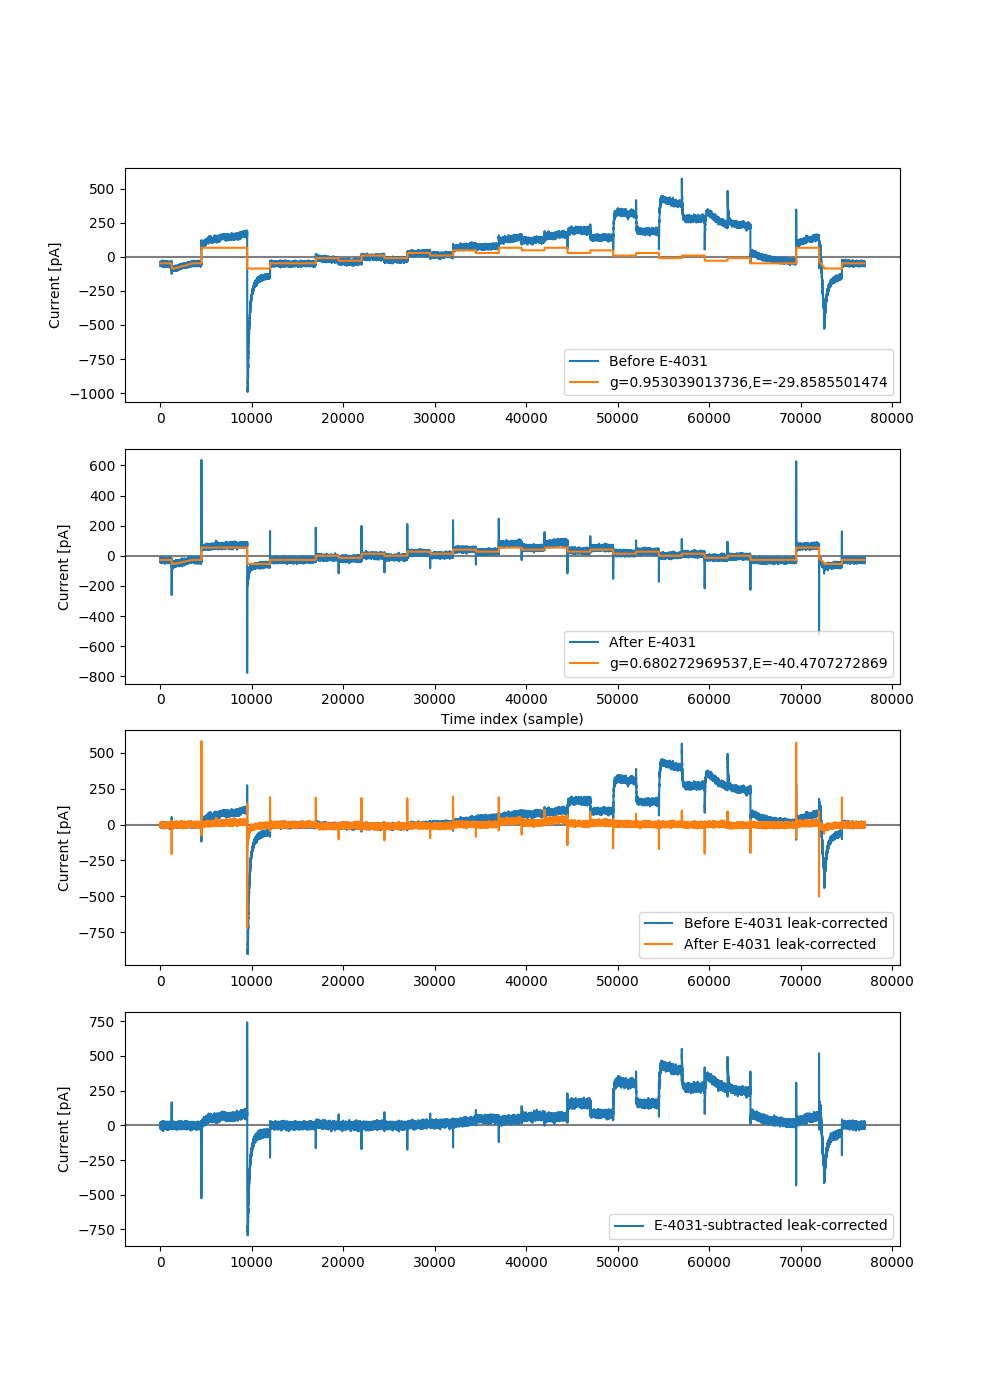 500
250
0
−250
−500
−750
−1000
Current [pA]
Before E-4031
g=0.953039013736,E=-29.8585501474
0 10000 20000 30000 40000 50000 60000 70000 80000
600
400
200
0
−200
−400
−600
−800
Current [pA]
After E-4031
g=0.680272969537,E=-40.4707272869
0 10000 20000 30000 40000 50000 60000 70000 80000
Time index (sample)
500
250
0
−250
−500
−750
Current [pA]
Before E-4031 leak-corrected
After E-4031 leak-corrected
0 10000 20000 30000 40000 50000 60000 70000 80000
750
500
250
0
−250
−500
−750
Current [pA]
E-4031-subtracted leak-corrected
0 10000 20000 30000 40000 50000 60000 70000 80000